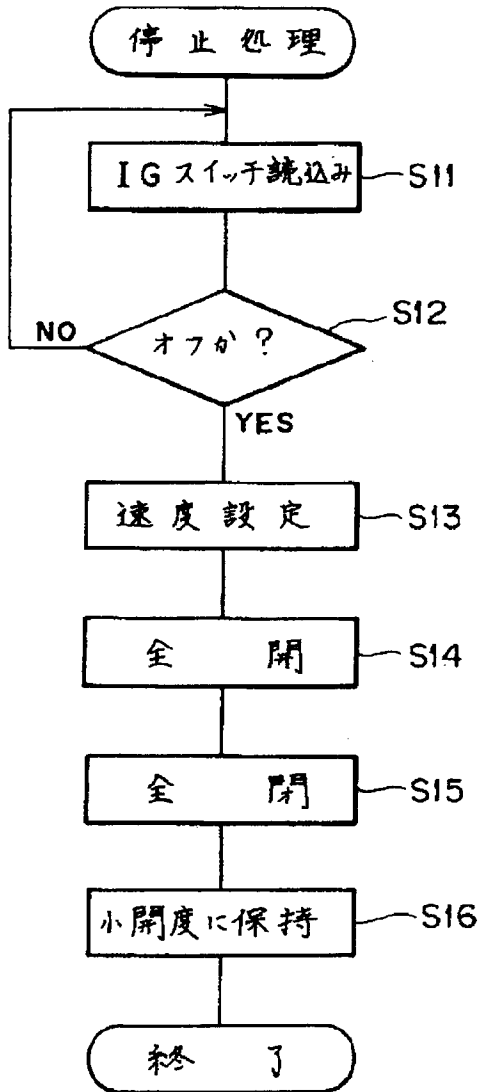 停止処理
IGスイッチ読込み S11
オフか? S12
NO
YES
速度設定 S13
全開 S14
全閉 S15
小開度に保持 S16
終了